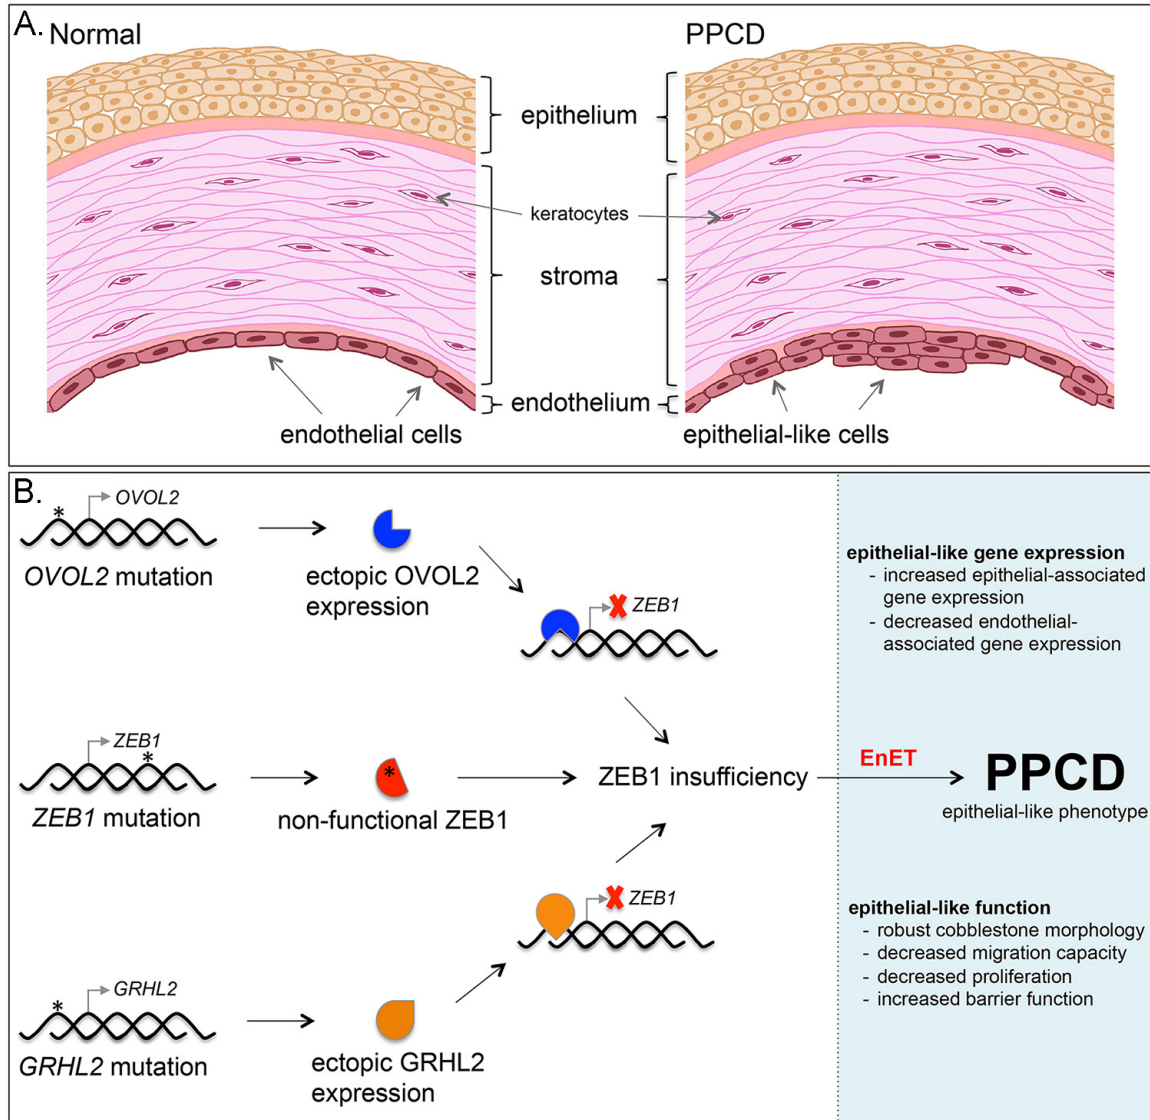 A.
Normal
PPCD
epithelium
keratocytes
stroma
endothelium
endothelial cells
epithelial-like cells
B.
*
OVOL2
OVOL2 mutation
ectopic OVOL2
expression
ZEB1
epithelial-like gene expression
- increased epithelial-associated
gene expression
- decreased endothelial-
associated gene expression
ZEB1
*
ZEB1 mutation
*
non-functional ZEB1
ZEB1 insufficiency
EnET
PPCD
epithelial-like phenotype
ZEB1
epithelial-like function
- robust cobblestone morphology
- decreased migration capacity
- decreased proliferation
- increased barrier function
*
GRHL2
GRHL2 mutation
ectopic GRHL2
expression